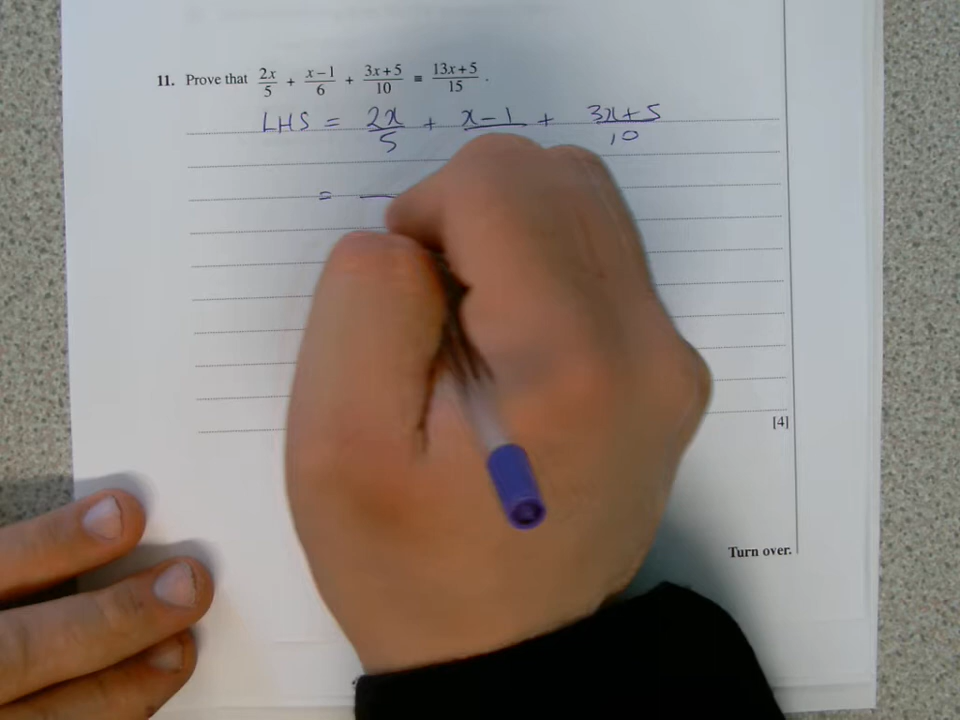 11. Prove that 2x/5 + x−1/6 + 3x+5/10 ≡ 13x+5/15 .
LHS = 2x/5 + x−1 + 3x+5/10
=
[4]
Turn over.